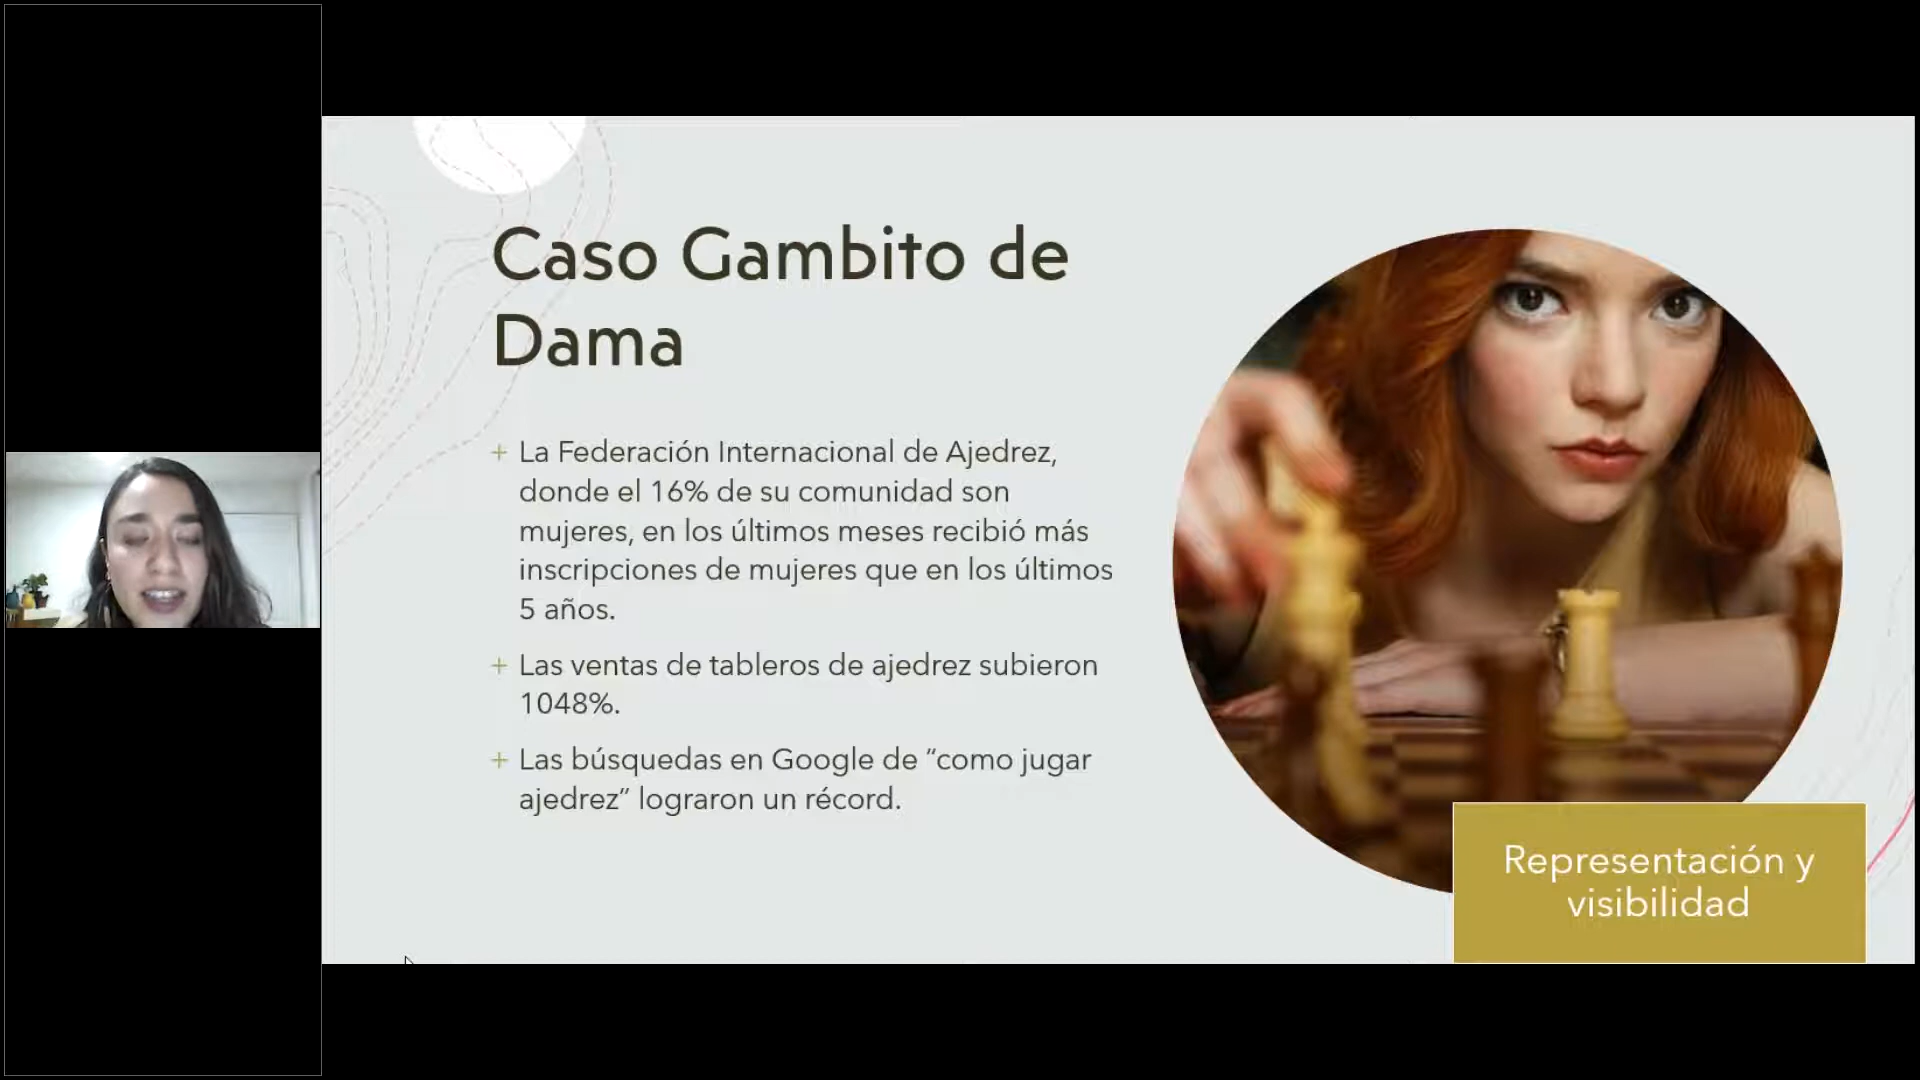 Caso Gambito de
Dama
+ La Federación Internacional de Ajedrez,
donde el 16% de su comunidad son
mujeres, en los últimos meses recibió más
inscripciones de mujeres que en los últimos
5 años.
+ Las ventas de tableros de ajedrez subieron
1048%.
+ Las búsquedas en Google de “como jugar
ajedrez” lograron un récord.
Representación y
visibilidad